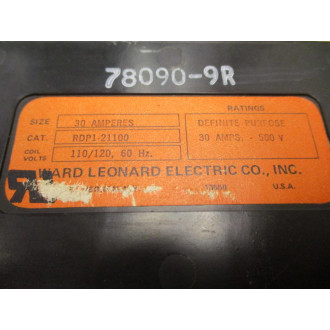 78090-9R
RATINGS
SIZE 30 AMPERES DEFINITE PURPOSE
CAT. RDP1-21100 30 AMPS. - 500 V
COIL VOLTS 110/120, 60 Hz.
WARD LEONARD ELECTRIC CO., INC.
U.S.A.